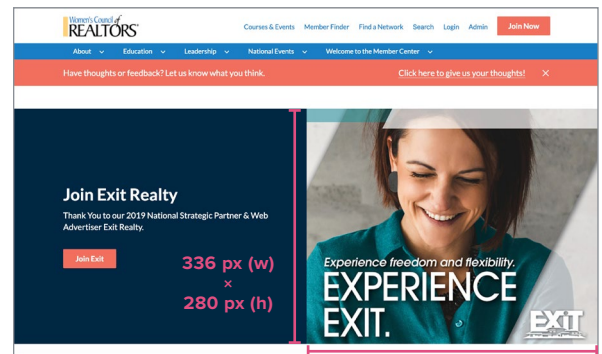 Women's Council of
REALTORS®
Courses & Events Member Finder Find a Network Search Login Admin Join Now
About Education Leadership National Events Welcome to the Member Center
Have thoughts or feedback? Let us know what you think. Click here to give us your thoughts! ×
Join Exit Realty
Thank You to our 2019 National Strategic Partner & Web
Advertiser Exit Realty.
Join Exit
336 px (w)
×
280 px (h)
Experience freedom and flexibility.
EXPERIENCE
EXIT.
EXIT